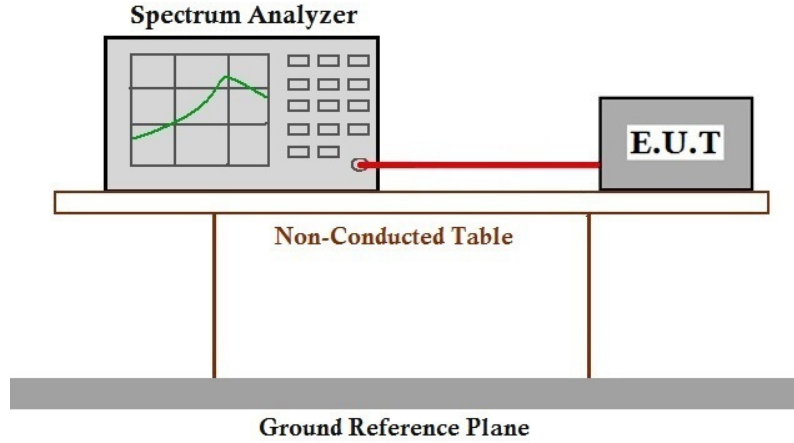 Spectrum Analyzer
E.U.T
Non-Conducted Table
Ground Reference Plane